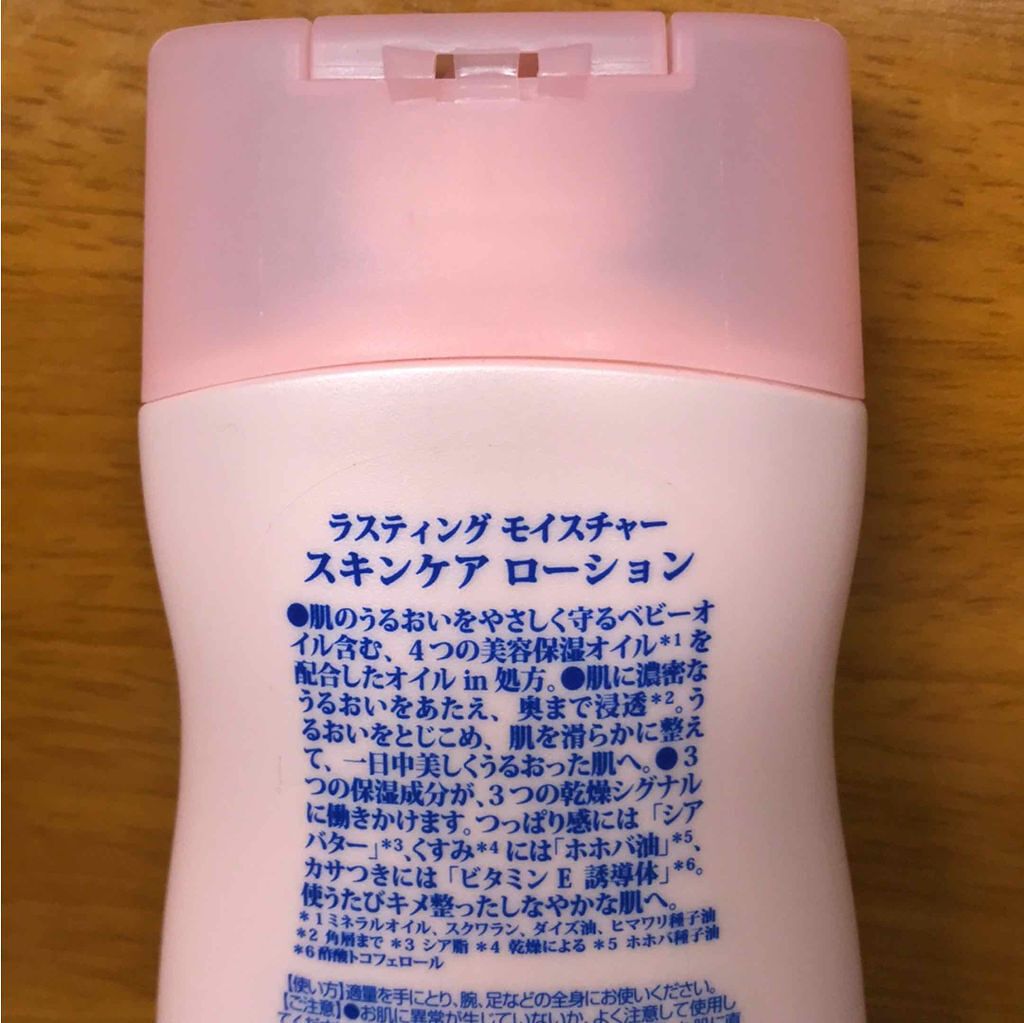 ラスティング モイスチャー
スキンケア ローション
●肌のうるおいをやさしく守るベビーオ
イル含む、4つの美容保湿オイル*1を
配合したオイル in 処方。●肌に濃密な
うるおいをあたえ、奥まで浸透*2。う
るおいをとじこめ、肌を滑らかに整え
て、一日中美しくうるおった肌へ。●3
つの保湿成分が、3つの乾燥シグナル
に働きかけます。つっぱり感には「シア
バター」*3、くすみ*4には「ホホバ油」*5、
カサつきには「ビタミンE 誘導体」*6。
使うたびキメ整ったしなやかな肌へ。
*1ミネラルオイル、スクワラン、ダイズ油、ヒマワリ種子油
*2 角層まで *3 シア脂 *4 乾燥による *5 ホホバ種子油
*6酢酸トコフェロール
【使い方】適量を手にとり、腕、足などの全身にお使いください。
【ご注意】●お肌に異常が生じていないか、よく注意して使用し